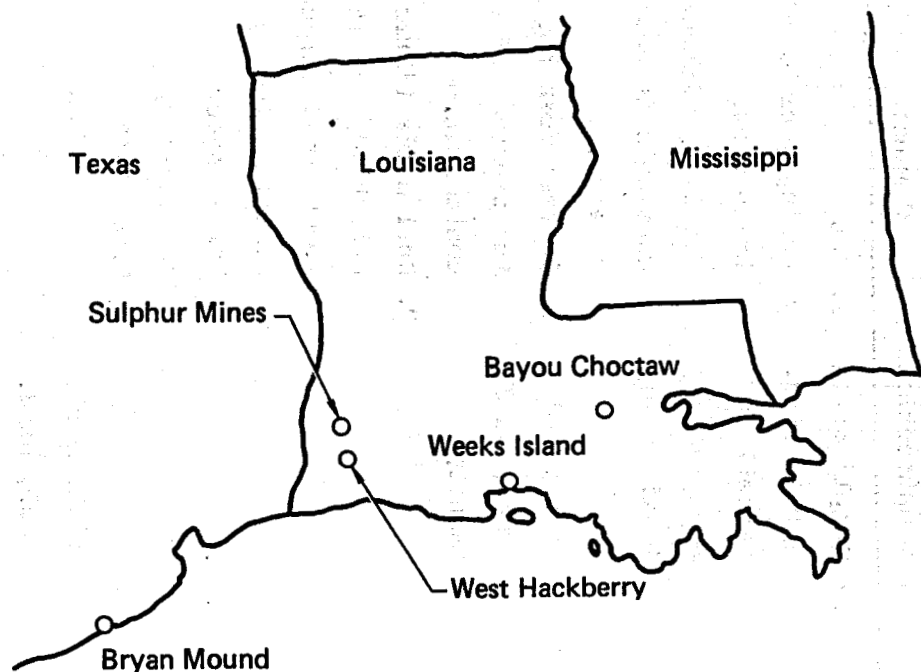 Texas
Louisiana
Mississippi
Sulphur Mines
Bayou Choctaw
Weeks Island
West Hackberry
Bryan Mound